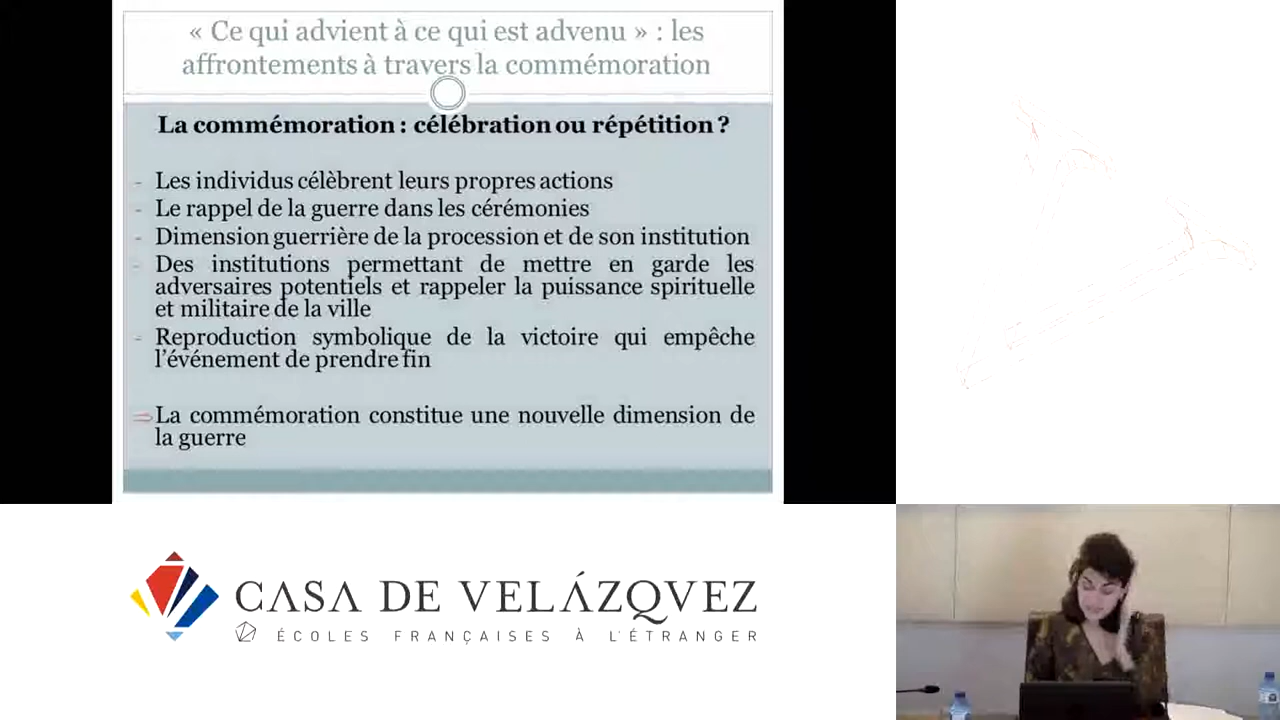 « Ce qui advient à ce qui est advenu » : les
affrontements à travers la commémoration
La commémoration : célébration ou répétition ?
- Les individus célèbrent leurs propres actions
- Le rappel de la guerre dans les cérémonies
- Dimension guerrière de la procession et de son institution
- Des institutions permettant de mettre en garde les
adversaires potentiels et rappeler la puissance spirituelle
et militaire de la ville
- Reproduction symbolique de la victoire qui empêche
l’événement de prendre fin
⇒ La commémoration constitue une nouvelle dimension de
la guerre
CASA DE VELÁZQVEZ
ÉCOLES FRANÇAISES À L'ÉTRANGER